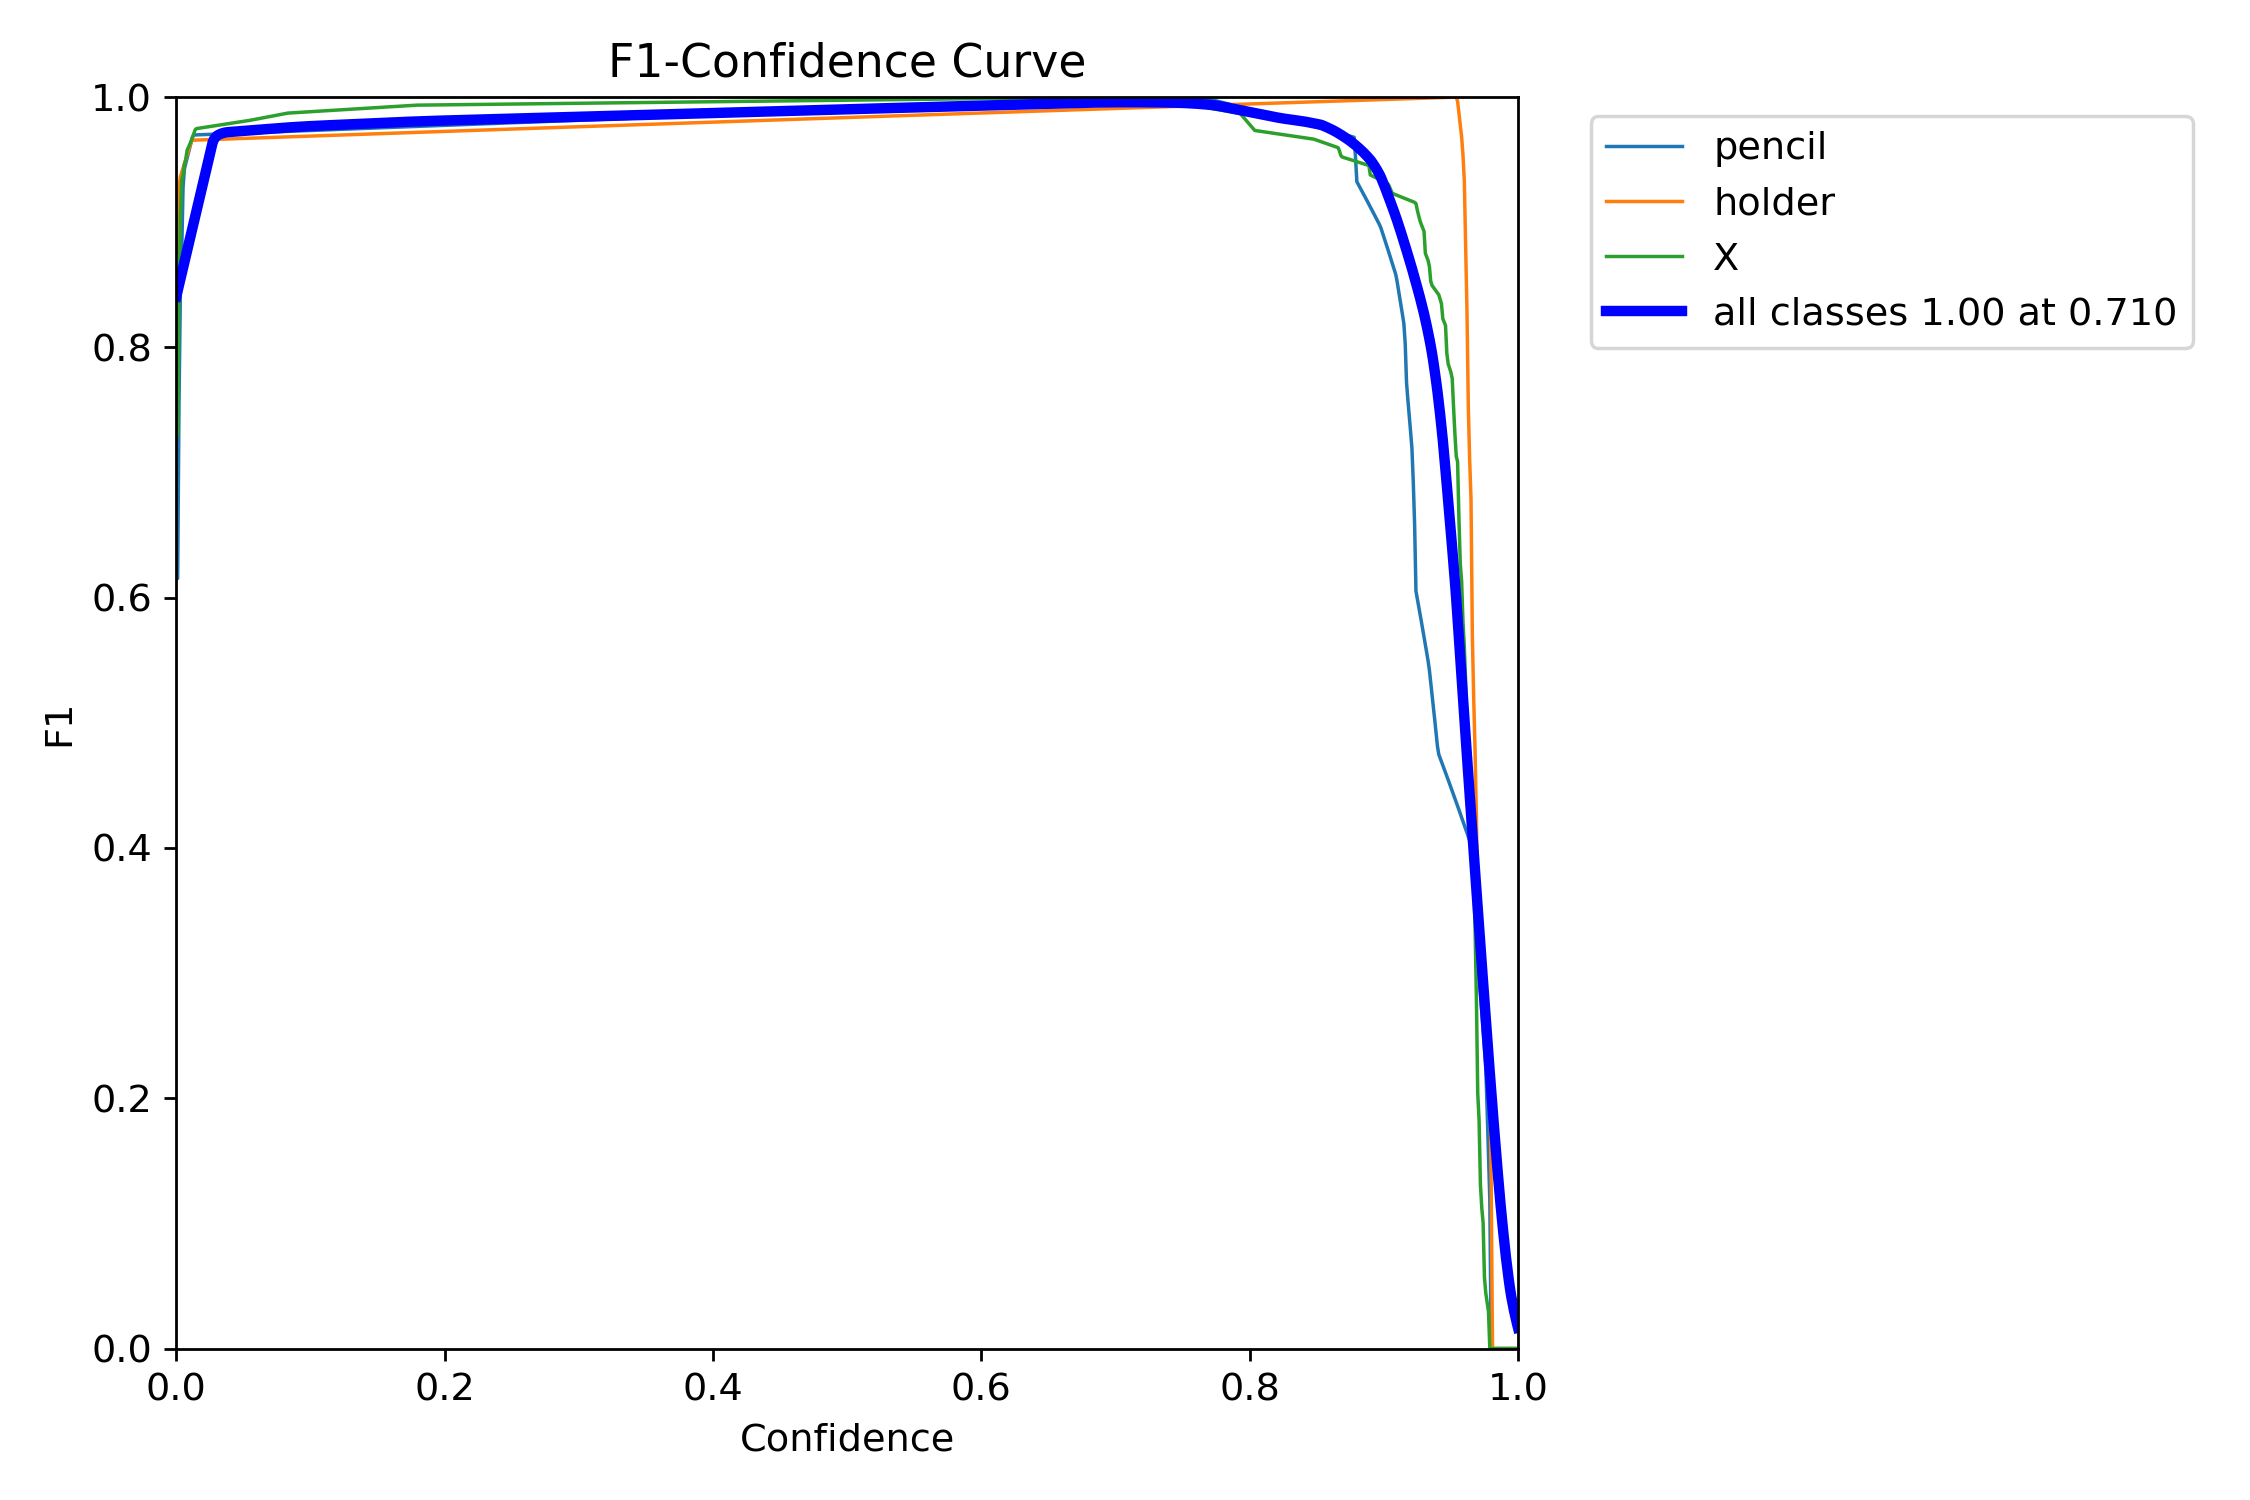 F1-Confidence Curve
1.0
0.8
0.6
0.4
0.2
0.0
F1
0.0 0.2 0.4 0.6 0.8 1.0
Confidence
pencil
holder
X
all classes 1.00 at 0.710